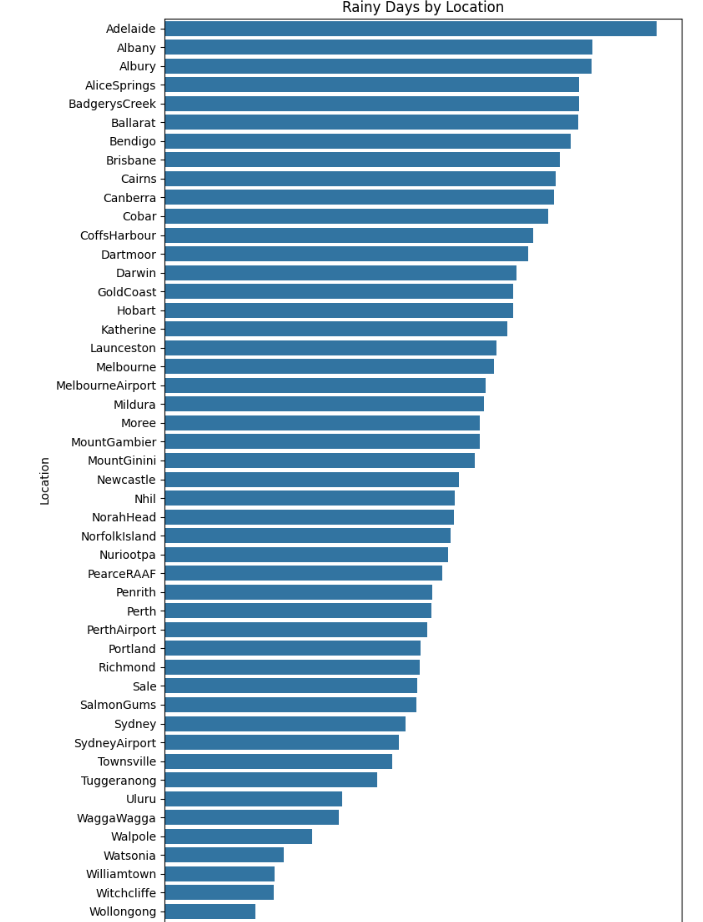 Rainy Days by Location
Adelaide
Albany
Albury
AliceSprings
BadgerysCreek
Ballarat
Bendigo
Brisbane
Cairns
Canberra
Cobar
CoffsHarbour
Dartmoor
Darwin
GoldCoast
Hobart
Katherine
Launceston
Melbourne
MelbourneAirport
Mildura
Moree
MountGambier
MountGinini
Newcastle
Nhil
NorahHead
NorfolkIsland
Nuriootpa
PearceRAAF
Penrith
Perth
PerthAirport
Portland
Richmond
Sale
SalmonGums
Sydney
SydneyAirport
Townsville
Tuggeranong
Uluru
WaggaWagga
Walpole
Watsonia
Williamtown
Witchcliffe
Wollongong
Location